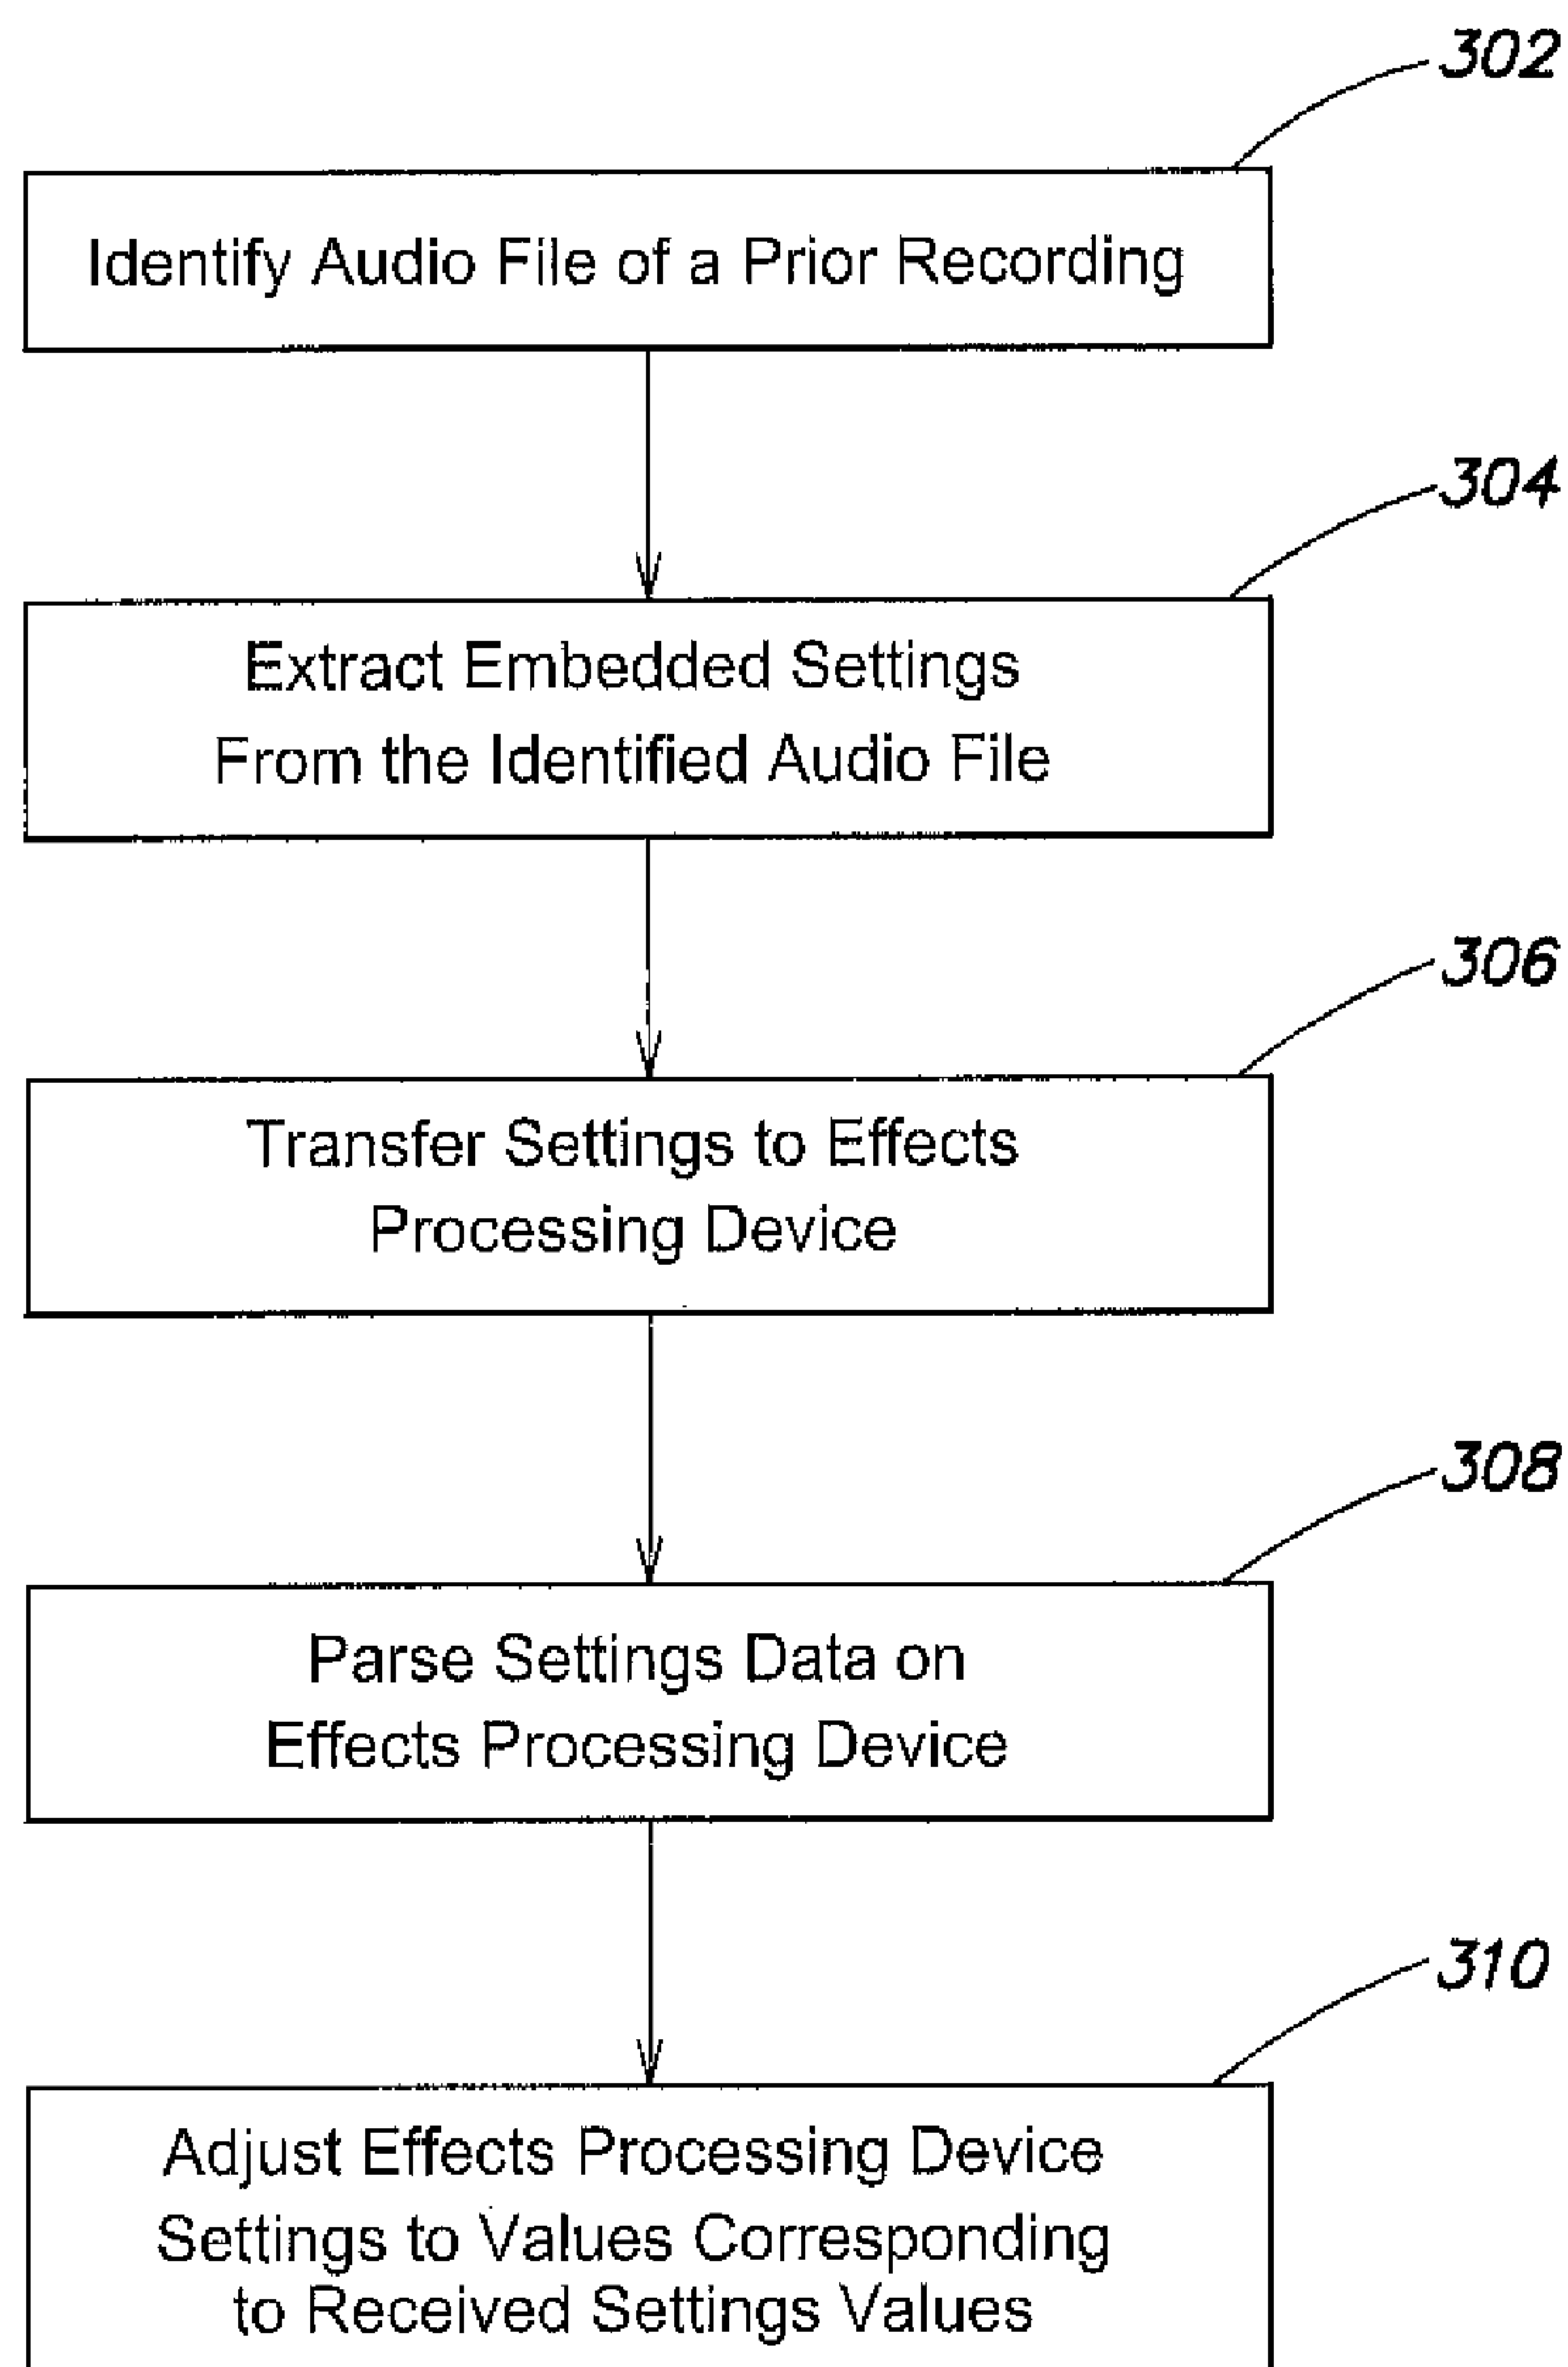 302
Identify Audio File of a Prior Recording
304
Extract Embedded Settings
From the Identified Audio File
306
Transfer Settings to Effects
Processing Device
308
Parse Settings Data on
Effects Processing Device
310
Adjust Effects Processing Device
Settings to Values Corresponding
to Received Settings Values